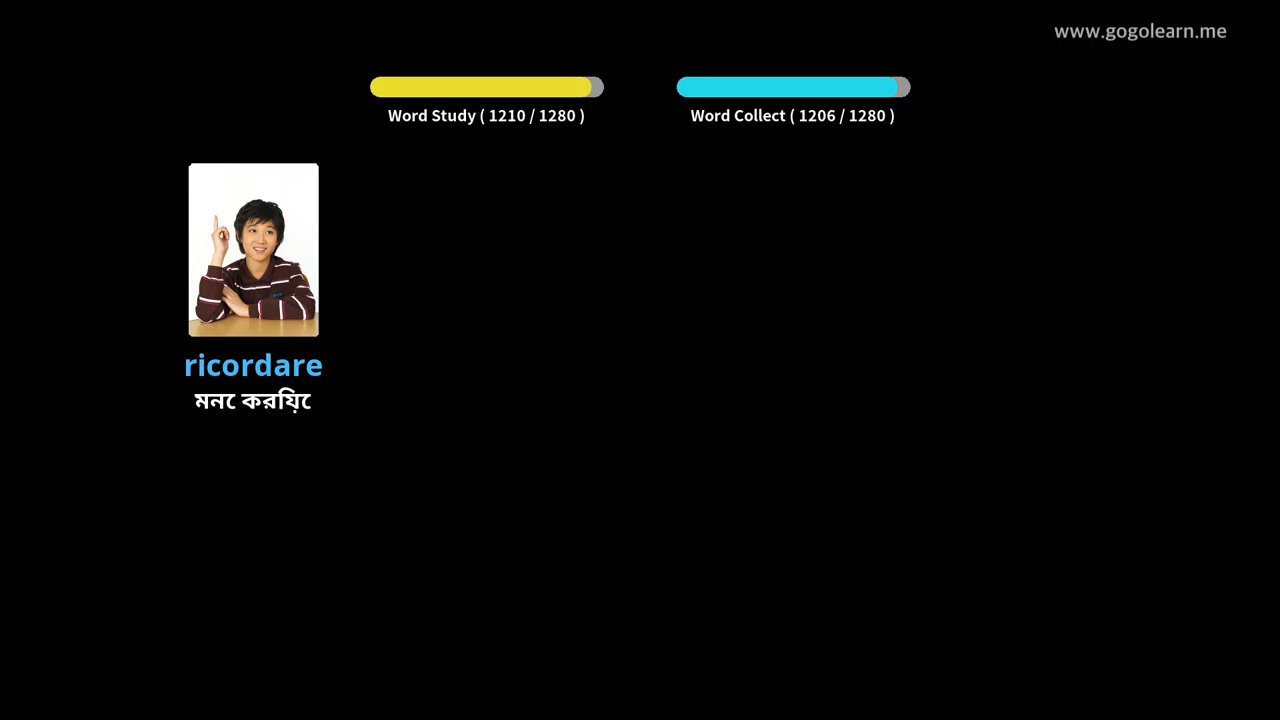 www.gogolearn.me
Word Study ( 1210 / 1280 )
Word Collect ( 1206 / 1280 )
ricordare
মনে করিয়ে